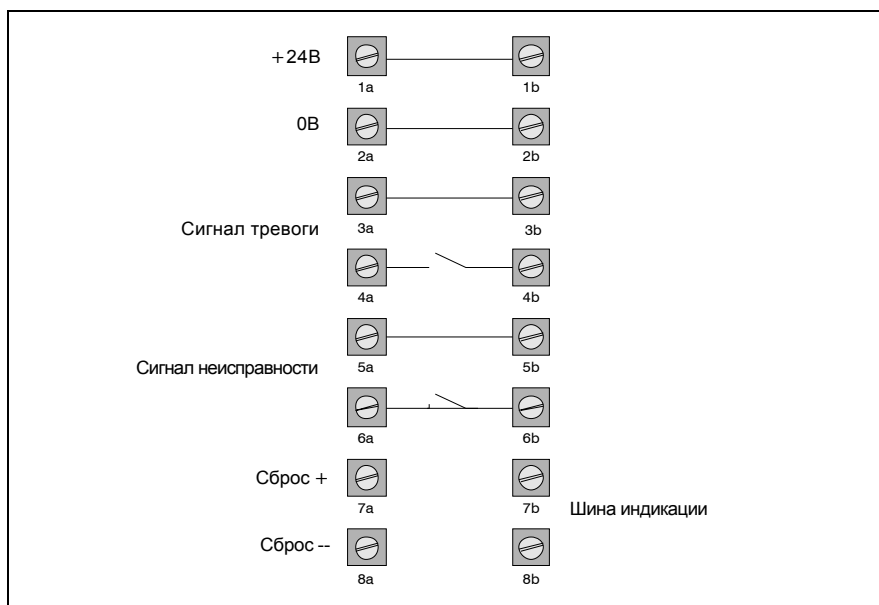 +24В
1a 1b
0В
2a 2b
3a 3b
Сигнал тревоги
4a 4b
5a 5b
Сигнал неисправности
6a 6b
Сброс +
7a 7b
Шина индикации
Сброс --
8a 8b